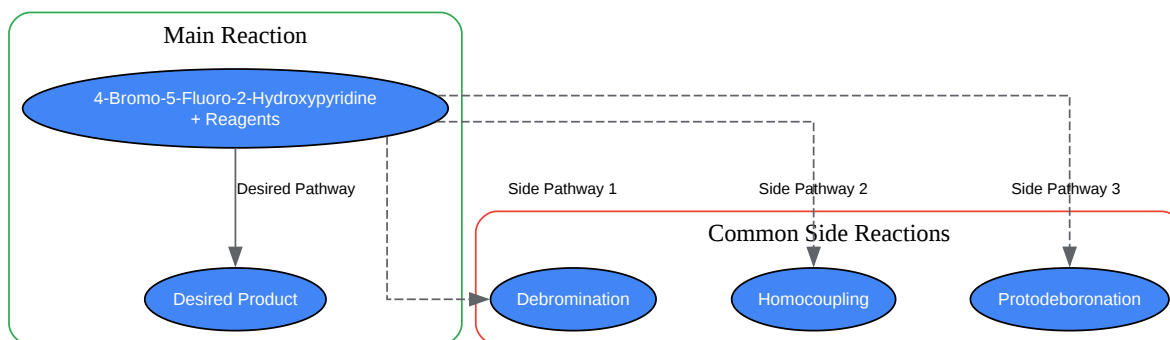 Main Reaction
4-Bromo-5-Fluoro-2-Hydroxypyridine
+ Reagents
Desired Pathway
Side Pathway 1
Side Pathway 2
Side Pathway 3
Common Side Reactions
Desired Product
Debromination
Homocoupling
Protodeboronation